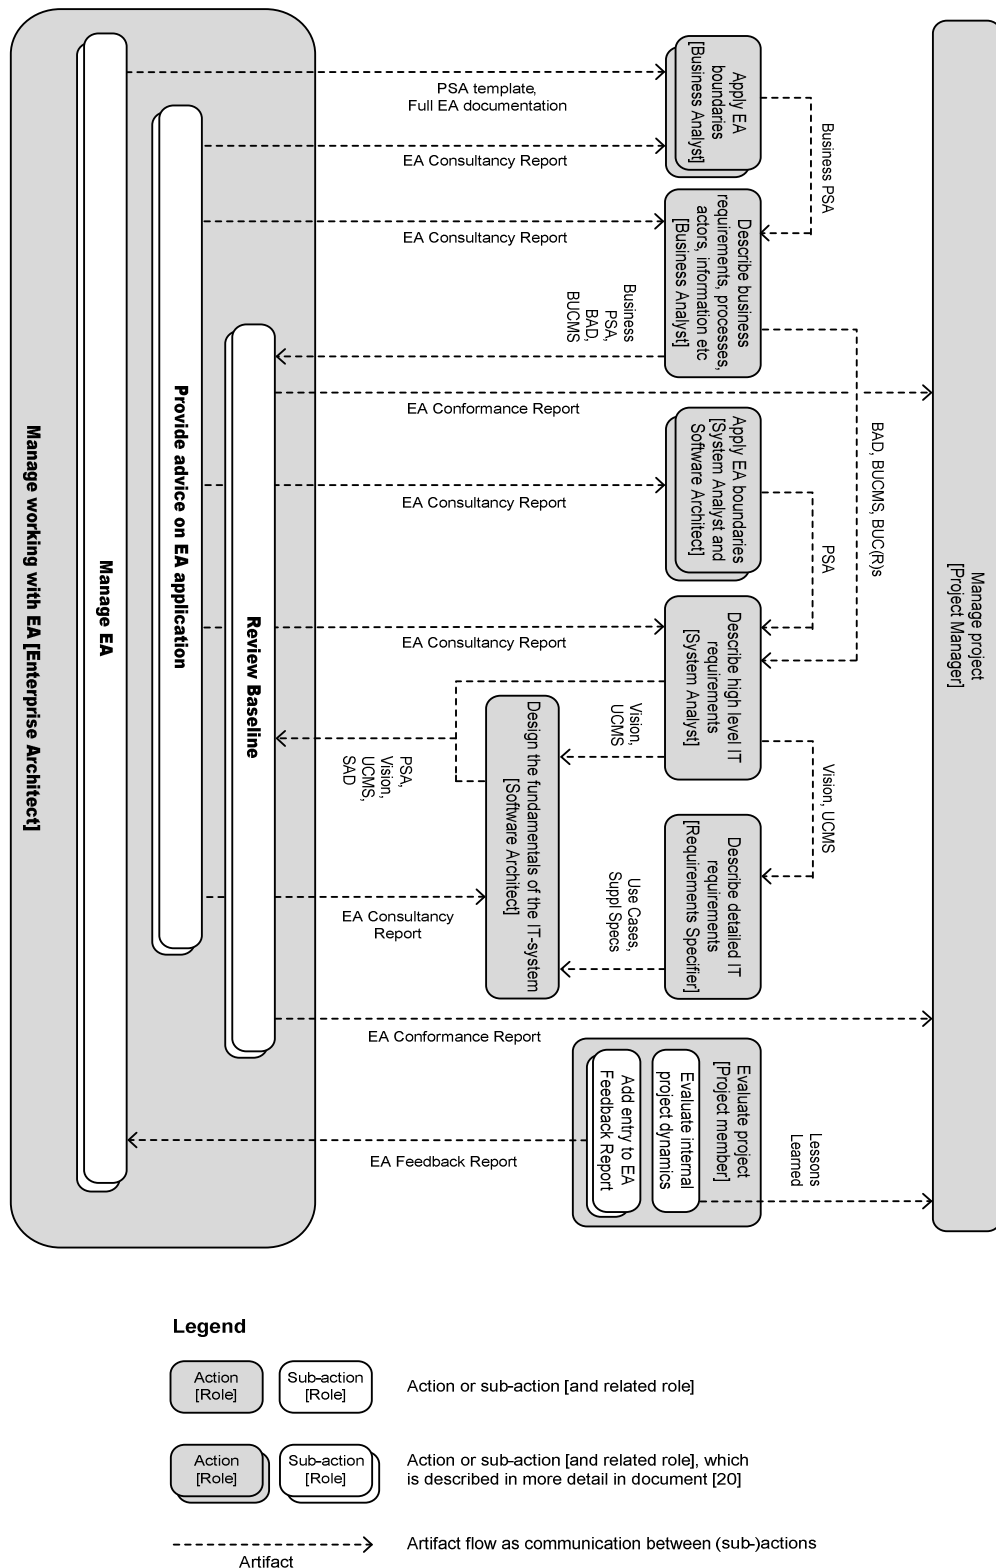 Manage project
[Project Manager]
Apply EA
boundaries
[Business Analyst]
PSA template,
Full EA documentation
EA Consultancy Report
Business PSA
Describe business
requirements, processes,
actors, information etc
[Business Analyst]
EA Consultancy Report
Business
PSA,
BAD,
BUCMS
EA Conformance Report
BAD, BUCMS, BUC(R)s
Apply EA boundaries
[System Analyst and
Software Architect]
EA Consultancy Report
PSA
Describe high level IT
requirements
[System Analyst]
EA Consultancy Report
Vision,
UCMS
Vision, UCMS
PSA,
Vision,
UCMS,
SAD
Design the fundamentals of the IT-system
[Software Architect]
Describe detailed IT
requirements
[Requirements Specifier]
Use Cases,
Suppl Specs
EA Consultancy
Report
EA Conformance Report
Evaluate project
[Project member]
Evaluate internal
project dynamics
Add entry to EA
Feedback Report
Lessons
Learned
EA Feedback Report
Review Baseline
Provide advice on EA application
Manage EA
Manage working with EA [Enterprise Architect]
Legend
Action
[Role]
Sub-action
[Role]
Action or sub-action [and related role]
Action
[Role]
Sub-action
[Role]
Action or sub-action [and related role], which
is described in more detail in document [20]
Artifact
Artifact flow as communication between (sub-)actions